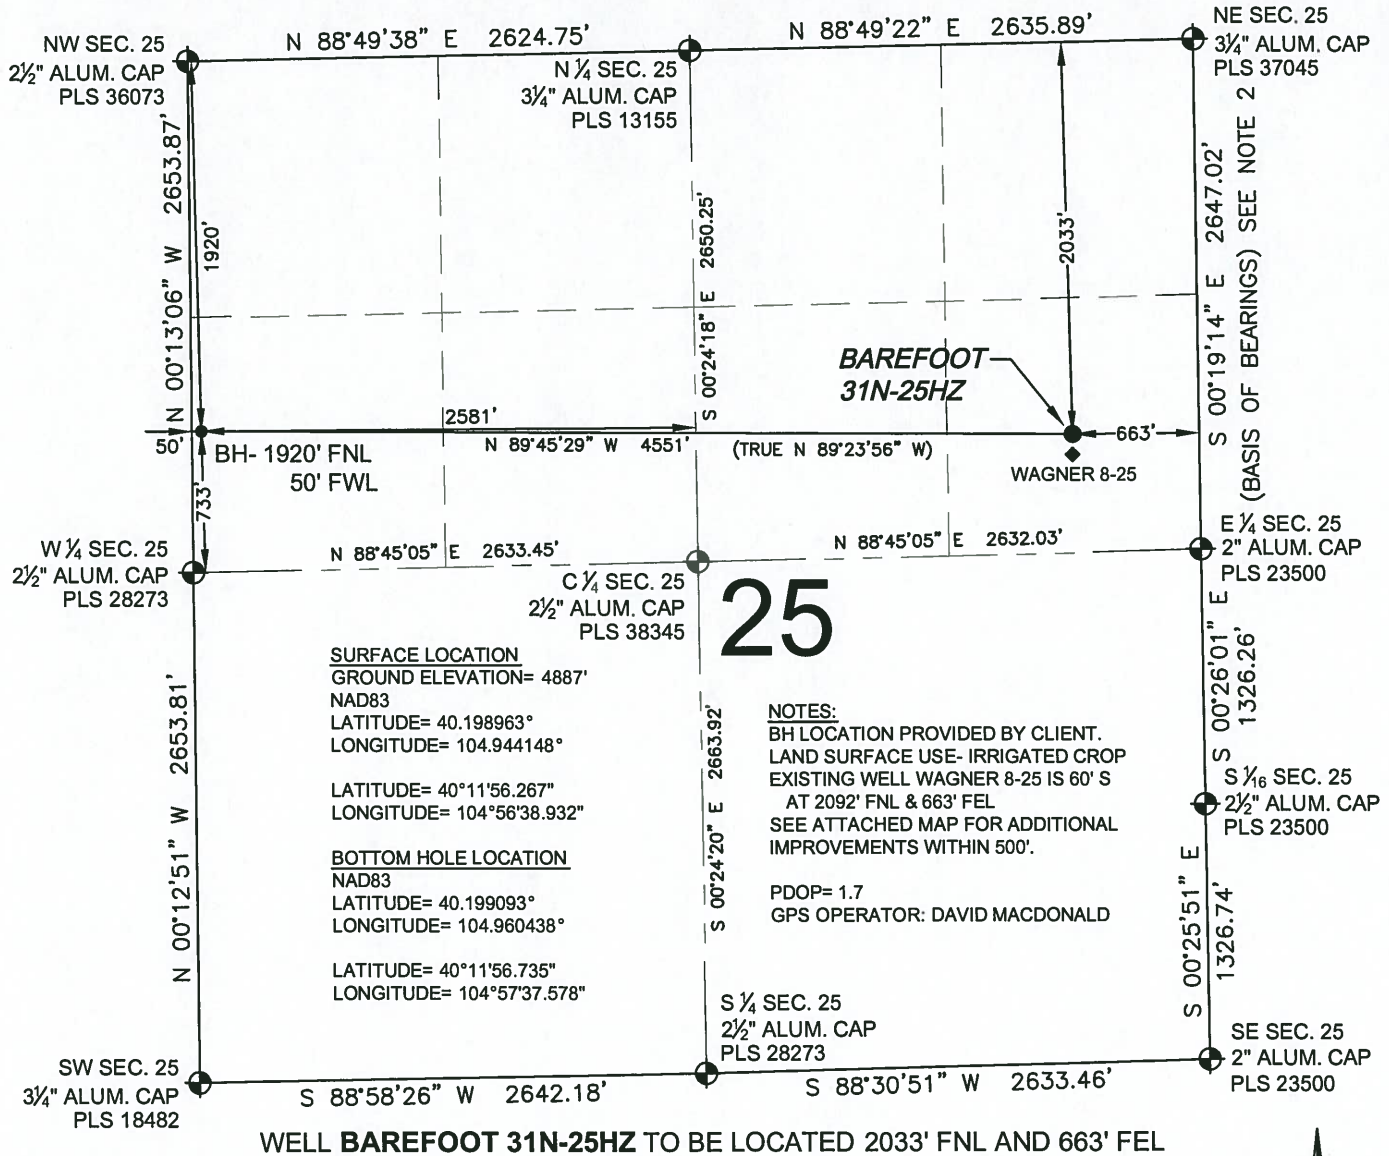 NW SEC. 25
2½" ALUM. CAP
PLS 36073
N 88°49'38" E 2624.75'
N ¼ SEC. 25
3¼" ALUM. CAP
PLS 13155
N 88°49'22" E 2635.89'
NE SEC. 25
3¼" ALUM. CAP
PLS 37045
N 00°13'06" W 2653.87'
1920'
S 00°24'18" E 2650.25'
2033'
S 00°19'14" E 2647.02'
(BASIS OF BEARINGS) SEE NOTE 2
BAREFOOT
31N-25HZ
50'
2581'
N 89°45'29" W 4551'
(TRUE N 89°23'56" W)
663'
BH- 1920' FNL
50' FWL
WAGNER 8-25
733'
W ¼ SEC. 25
2½" ALUM. CAP
PLS 28273
N 88°45'05" E 2633.45'
N 88°45'05" E 2632.03'
E ¼ SEC. 25
2" ALUM. CAP
PLS 23500
C ¼ SEC. 25
2½" ALUM. CAP
PLS 38345
25
SURFACE LOCATION
GROUND ELEVATION= 4887'
NAD83
LATITUDE= 40.198963°
LONGITUDE= 104.944148°
LATITUDE= 40°11'56.267"
LONGITUDE= 104°56'38.932"
BOTTOM HOLE LOCATION
NAD83
LATITUDE= 40.199093°
LONGITUDE= 104.960438°
LATITUDE= 40°11'56.735"
LONGITUDE= 104°57'37.578"
N 00°12'51" W 2653.81'
S 00°24'20" E 2663.92'
NOTES:
BH LOCATION PROVIDED BY CLIENT.
LAND SURFACE USE- IRRIGATED CROP
EXISTING WELL WAGNER 8-25 IS 60' S
AT 2092' FNL & 663' FEL
SEE ATTACHED MAP FOR ADDITIONAL
IMPROVEMENTS WITHIN 500'.
PDOP= 1.7
GPS OPERATOR: DAVID MACDONALD
S 00°26'01" E
1326.26'
S 1⁄16 SEC. 25
2½" ALUM. CAP
PLS 23500
S 00°25'51" E
1326.74'
S ¼ SEC. 25
2½" ALUM. CAP
PLS 28273
SW SEC. 25
3¼" ALUM. CAP
PLS 18482
S 88°58'26" W 2642.18'
S 88°30'51" W 2633.46'
SE SEC. 25
2" ALUM. CAP
PLS 23500
WELL BAREFOOT 31N-25HZ TO BE LOCATED 2033' FNL AND 663' FEL